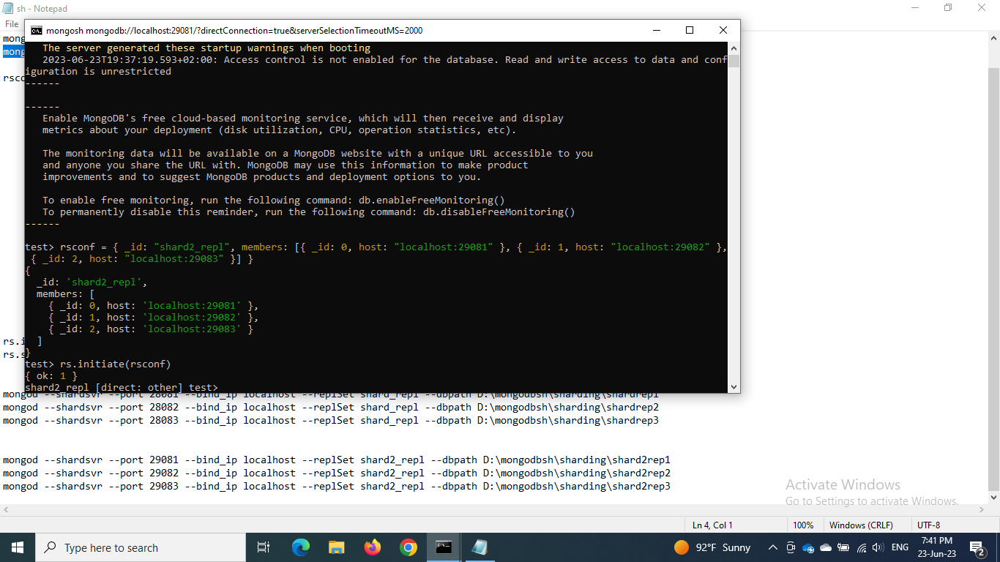 sh - Notepad
File
mongosh mongodb://localhost:29081/?directConnection=true&serverSelectionTimeoutMS=2000
The server generated these startup warnings when booting
2023-06-23T19:37:19.593+02:00: Access control is not enabled for the database. Read and write access to data and conf
iguration is unrestricted
------
------
Enable MongoDB's free cloud-based monitoring service, which will then receive and display
metrics about your deployment (disk utilization, CPU, operation statistics, etc).
The monitoring data will be available on a MongoDB website with a unique URL accessible to you
and anyone you share the URL with. MongoDB may use this information to make product
improvements and to suggest MongoDB products and deployment options to you.
To enable free monitoring, run the following command: db.enableFreeMonitoring()
To permanently disable this reminder, run the following command: db.disableFreeMonitoring()
------
test> rsconf = { _id: "shard2_repl", members: [{ _id: 0, host: "localhost:29081" }, { _id: 1, host: "localhost:29082" },
{ _id: 2, host: "localhost:29083" }] }
{
_id: 'shard2_repl',
members: [
{ _id: 0, host: 'localhost:29081' },
{ _id: 1, host: 'localhost:29082' },
{ _id: 2, host: 'localhost:29083' }
]
}
test> rs.initiate(rsconf)
{ ok: 1 }
shard2_repl [direct: other] test>
mong
mong
rsco
rs.i
rs.s
mongod --shardsvr --port 28081 --bind_ip localhost --replSet shard_repl --dbpath D:\mongodbsh\sharding\shardrep1
mongod --shardsvr --port 28082 --bind_ip localhost --replSet shard_repl --dbpath D:\mongodbsh\sharding\shardrep2
mongod --shardsvr --port 28083 --bind_ip localhost --replSet shard_repl --dbpath D:\mongodbsh\sharding\shardrep3
mongod --shardsvr --port 29081 --bind_ip localhost --replSet shard2_repl --dbpath D:\mongodbsh\sharding\shard2rep1
mongod --shardsvr --port 29082 --bind_ip localhost --replSet shard2_repl --dbpath D:\mongodbsh\sharding\shard2rep2
mongod --shardsvr --port 29083 --bind_ip localhost --replSet shard2_repl --dbpath D:\mongodbsh\sharding\shard2rep3
Activate Windows
Go to Settings to activate Windows.
Ln 4, Col 1
100%
Windows (CRLF)
UTF-8
Type here to search
92°F Sunny
ENG
7:41 PM
23-Jun-23
2